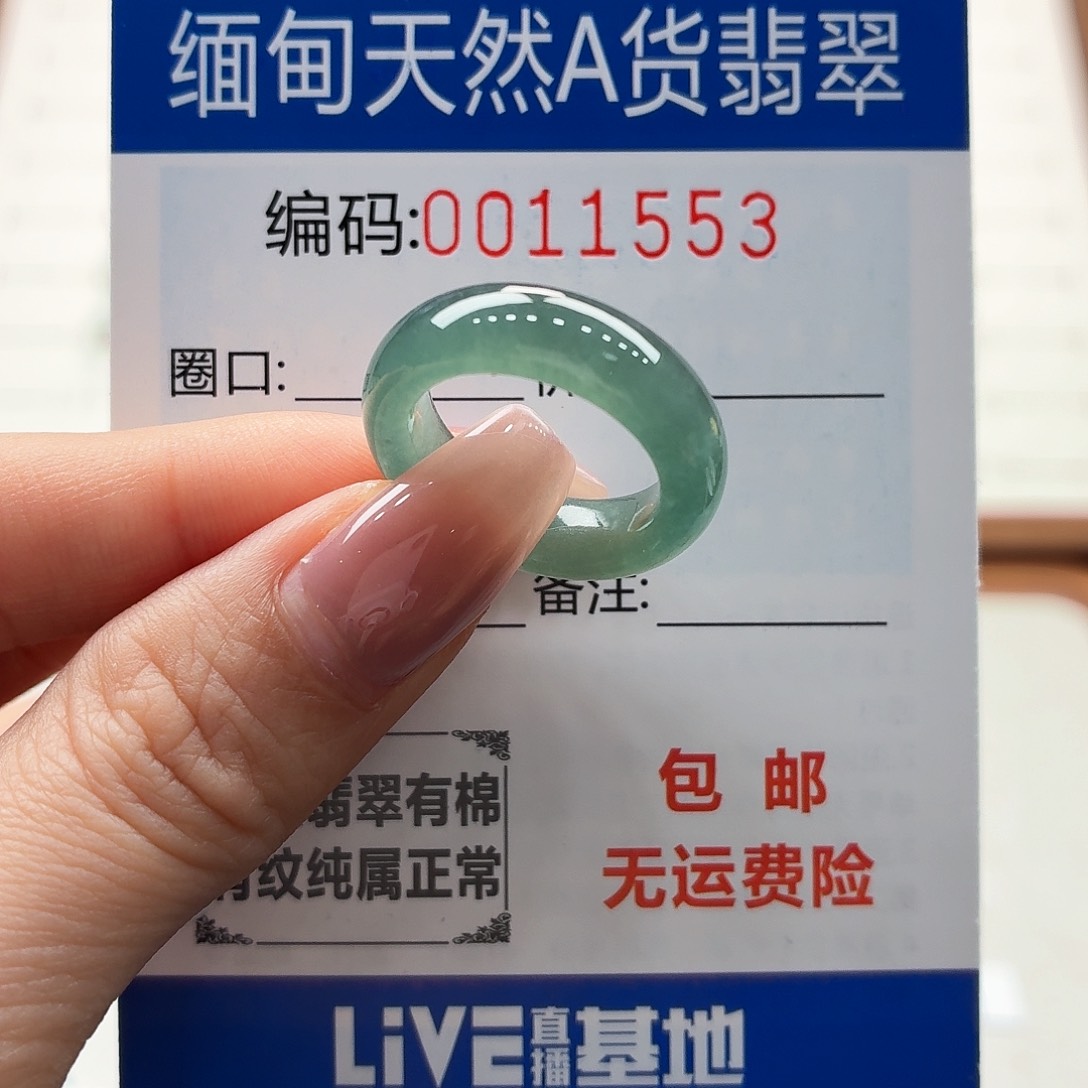 缅甸天然A货翡翠
编码:0011553
圈口:
备注:
翡翠有棉
有纹纯属正常
包 邮
无运费险
LiVE直播基地